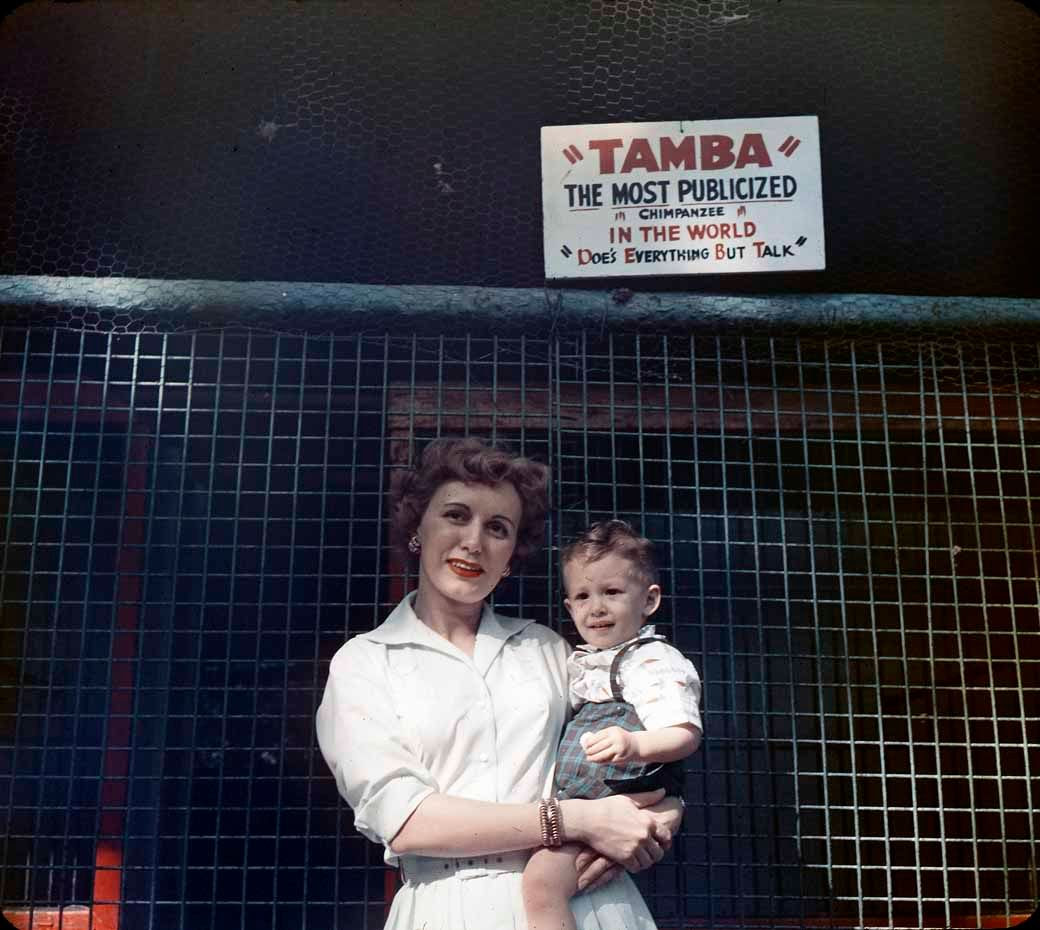 "TAMBA"
THE MOST PUBLICIZED
" CHIMPANZEE "
IN THE WORLD
"DOE'S EVERYTHING BUT TALK"